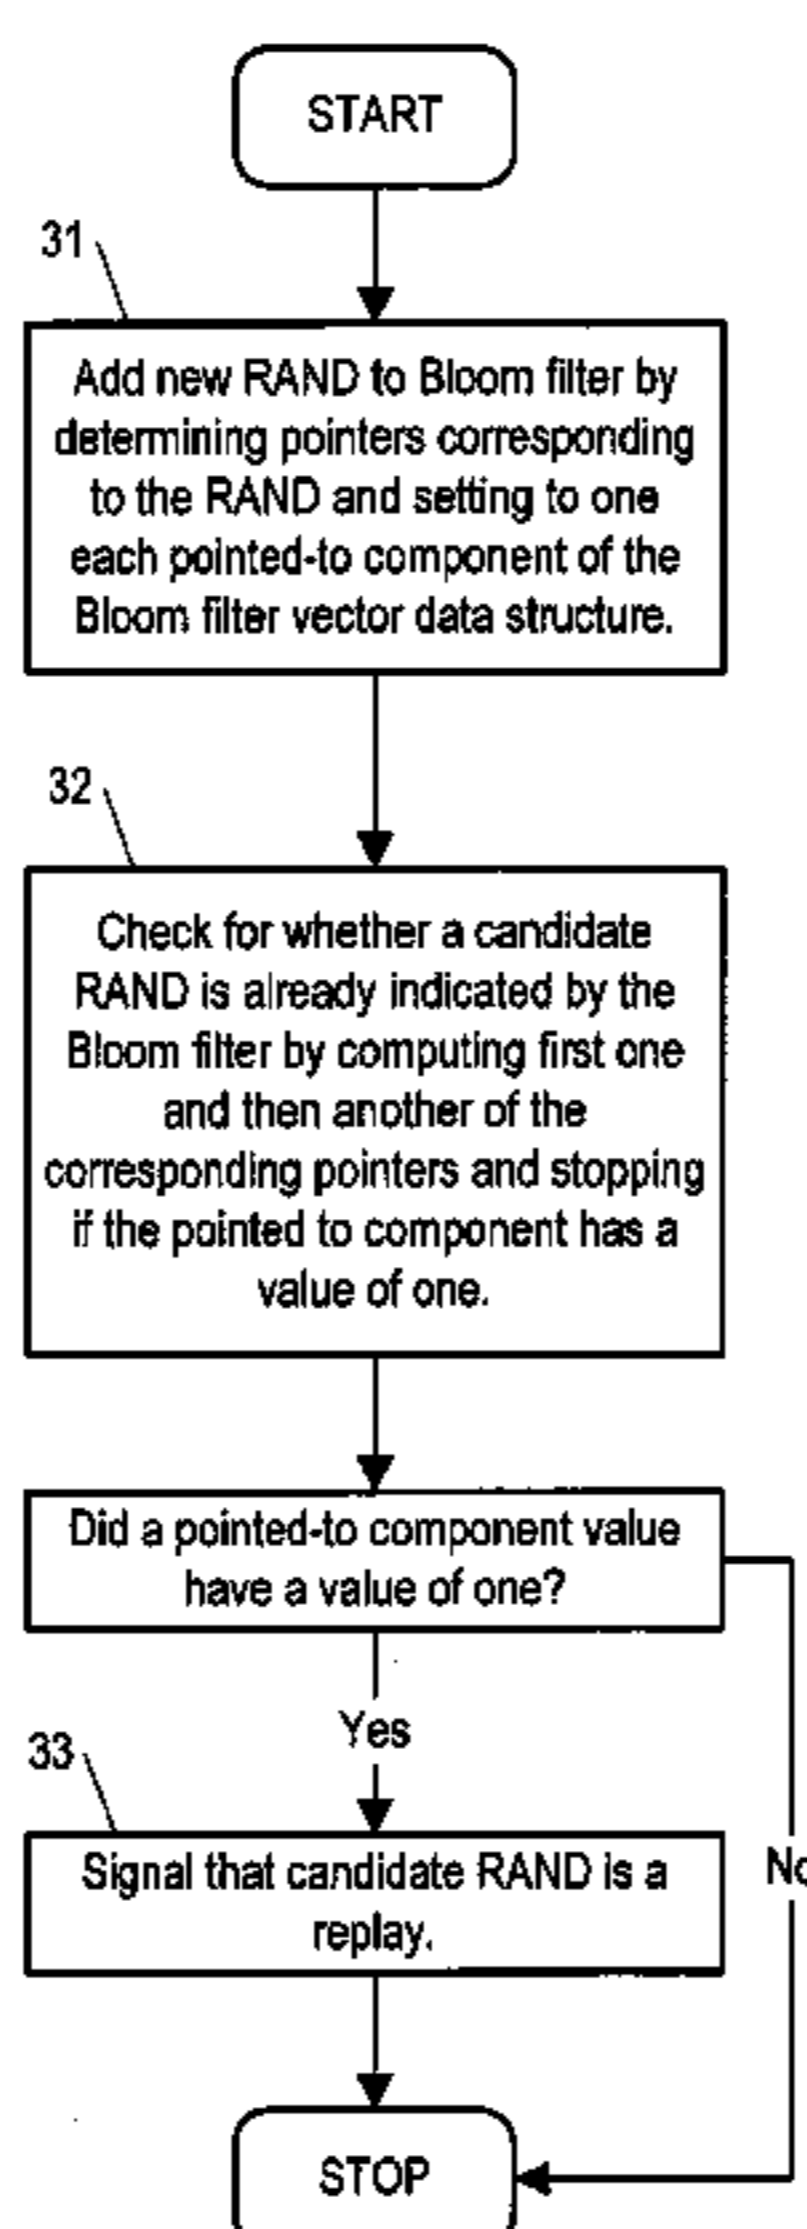 START
31
Add new RAND to Bloom filter by
determining pointers corresponding
to the RAND and setting to one
each pointed-to component of the
Bloom filter vector data structure.
32
Check for whether a candidate
RAND is already indicated by the
Bloom filter by computing first one
and then another of the
corresponding pointers and stopping
if the pointed to component has a
value of one.
Did a pointed-to component value
have a value of one?
Yes
33
No
Signal that candidate RAND is a
replay.
STOP